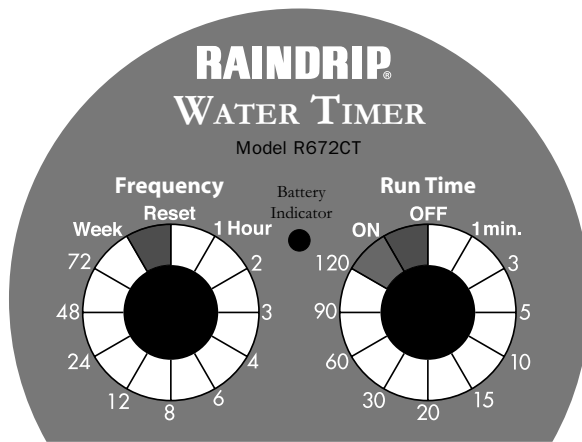 RAINDRIP®
WATER TIMER
Model R672CT
Frequency
Battery
Indicator
Run Time
Reset
1 Hour
2
3
4
6
8
12
24
48
72
Week
OFF
1 min.
3
5
10
15
20
30
60
90
120
ON